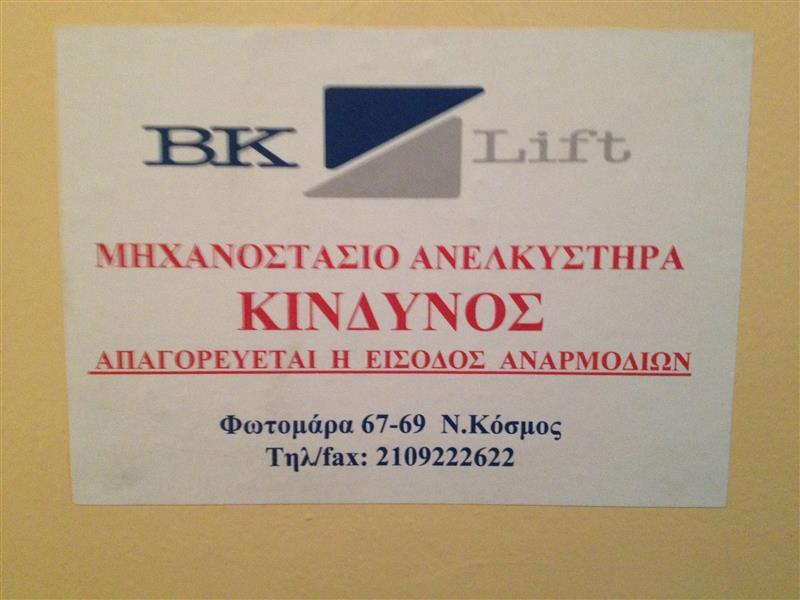 BK Lift
ΜΗΧΑΝΟΣΤΑΣΙΟ ΑΝΕΛΚΥΣΤΗΡΑ
ΚΙΝΔΥΝΟΣ
ΑΠΑΓΟΡΕΥΕΤΑΙ Η ΕΙΣΟΔΟΣ ΑΝΑΡΜΟΔΙΩΝ
Φωτομάρα 67-69 Ν.Κόσμος
Τηλ/fax: 2109222622